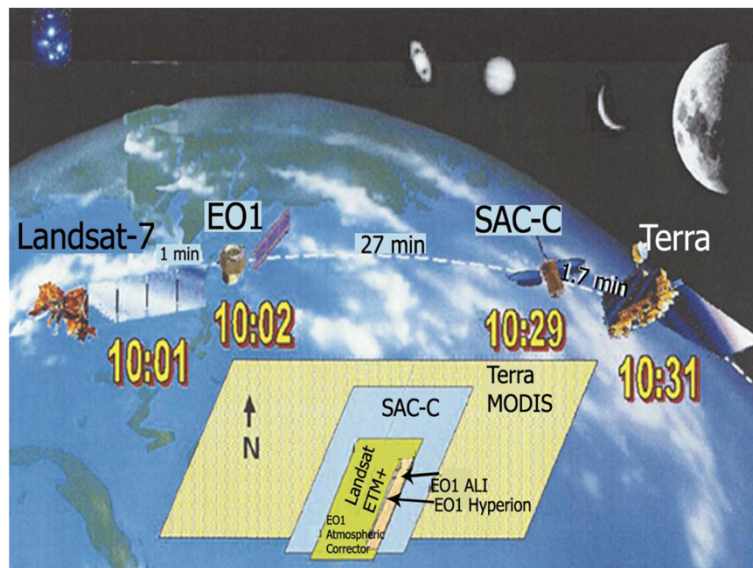 EO1
SAC-C
Landsat-7
1 min
27 min
1.7 min
Terra
10:01
10:02
10:29
10:31
Terra
MODIS
SAC-C
N
Landsat
ETM+
EO1 ALI
EO1 Hyperion
EO1
Atmospheric
Corrector